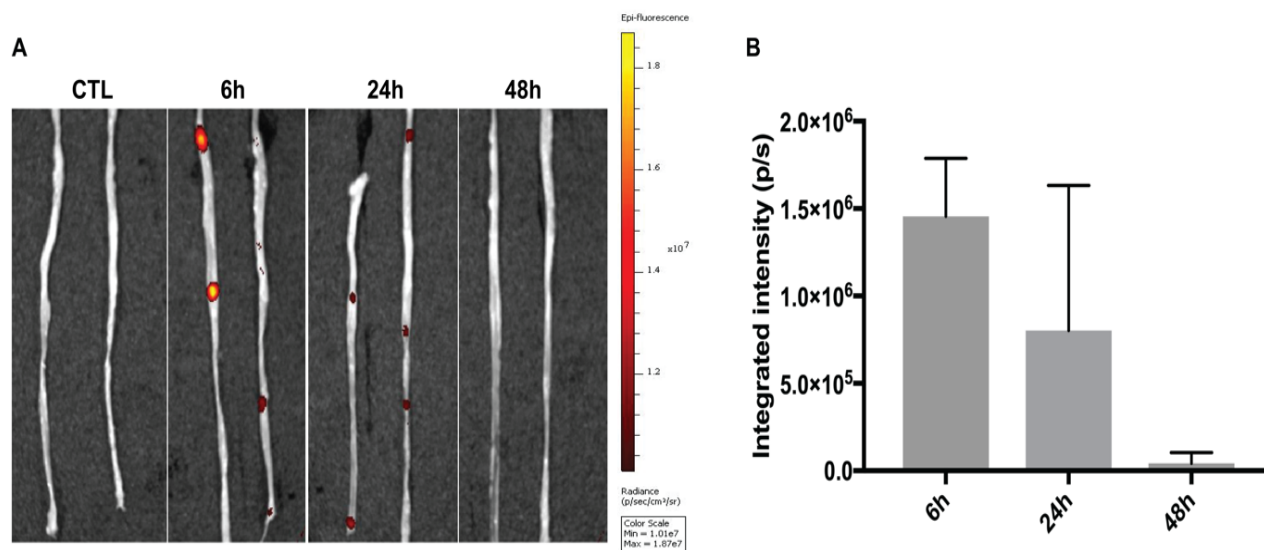 A
CTL 6h 24h 48h
Epi-fluorescence
1.8
1.6
x10⁷
1.4
1.2
Radiance
(p/sec/cm²/sr)
Color Scale
Min = 1.01e7
Max = 1.87e7
B
Integrated intensity (p/s)
2.0×10⁶
1.5×10⁶
1.0×10⁶
5.0×10⁵
0.0
6h 24h 48h